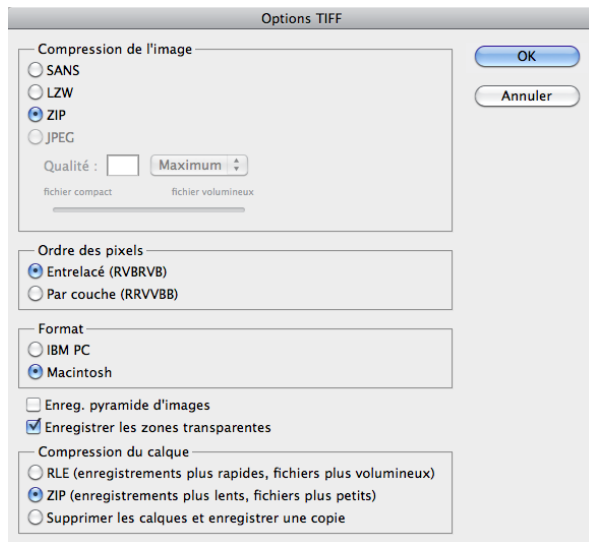 Options TIFF
Compression de l'image
SANS
LZW
ZIP
JPEG
Qualité : Maximum
fichier compact fichier volumineux
OK
Annuler
Ordre des pixels
Entrelacé (RVBRVB)
Par couche (RRVVBB)
Format
IBM PC
Macintosh
Enreg. pyramide d'images
Enregistrer les zones transparentes
Compression du calque
RLE (enregistrements plus rapides, fichiers plus volumineux)
ZIP (enregistrements plus lents, fichiers plus petits)
Supprimer les calques et enregistrer une copie